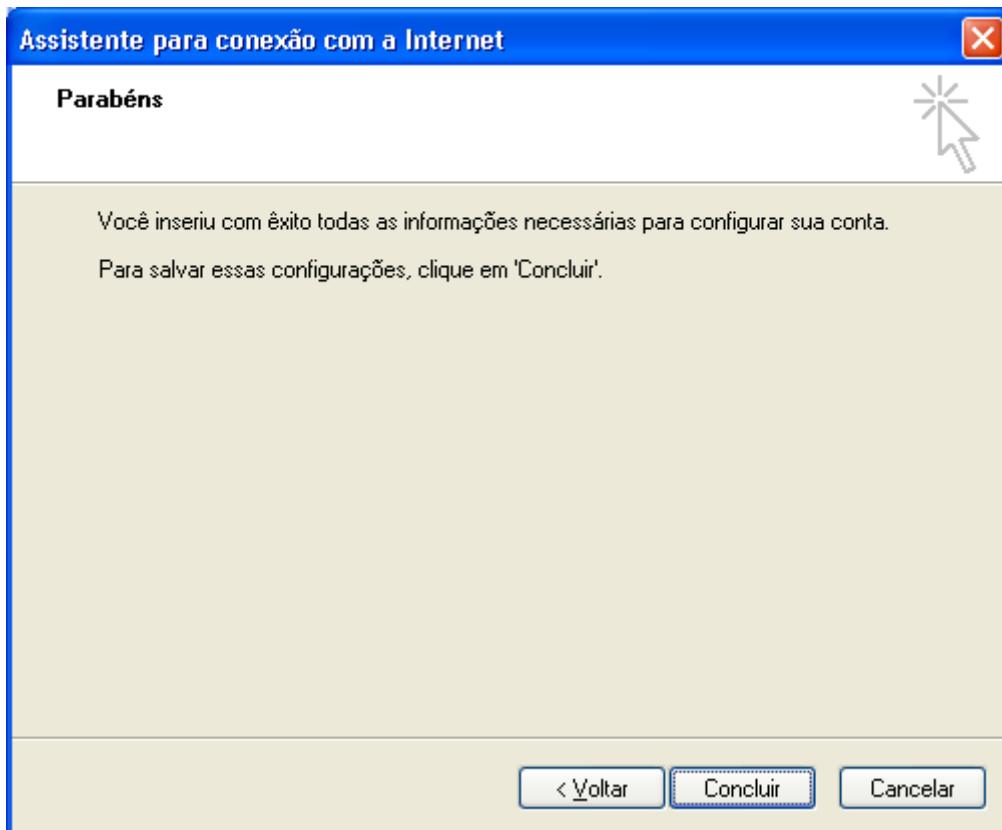 Assistente para conexão com a Internet
Parabéns
Você inseriu com êxito todas as informações necessárias para configurar sua conta.
Para salvar essas configurações, clique em 'Concluir'.
< Voltar
Concluir
Cancelar